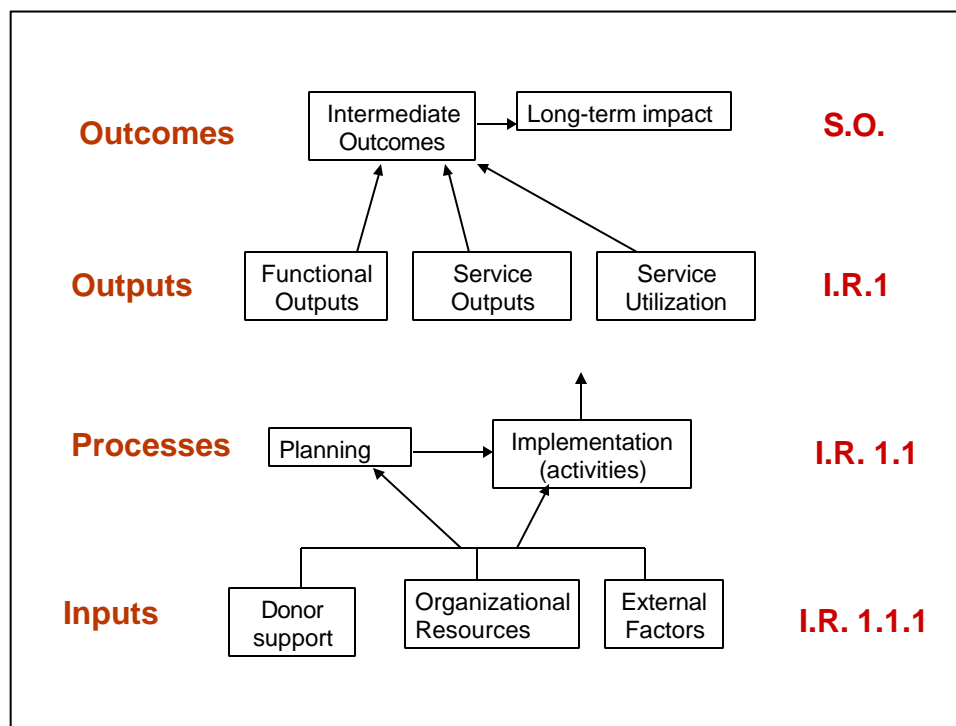 Outcomes
Intermediate
Outcomes
Long-term impact
S.O.
Outputs
Functional
Outputs
Service
Outputs
Service
Utilization
I.R.1
Processes
Planning
Implementation
(activities)
I.R. 1.1
Inputs
Donor
support
Organizational
Resources
External
Factors
I.R. 1.1.1